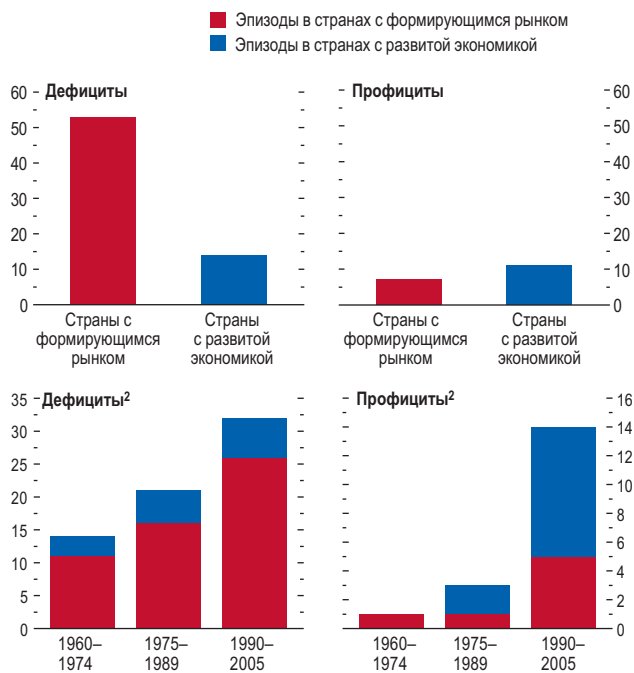 Эпизоды в странах с формирующимся рынком
Эпизоды в странах с развитой экономикой
Дефициты
60
50
40
30
20
10
0
Страны с
формирующимся
рынком
Страны
с развитой
экономикой
Профициты
60
50
40
30
20
10
0
Страны с
формирующимся
рынком
Страны
с развитой
экономикой
Дефициты²
35
30
25
20
15
10
5
0
1960–
1974
1975–
1989
1990–
2005
Профициты²
16
14
12
10
8
6
4
2
0
1960–
1974
1975–
1989
1990–
2005